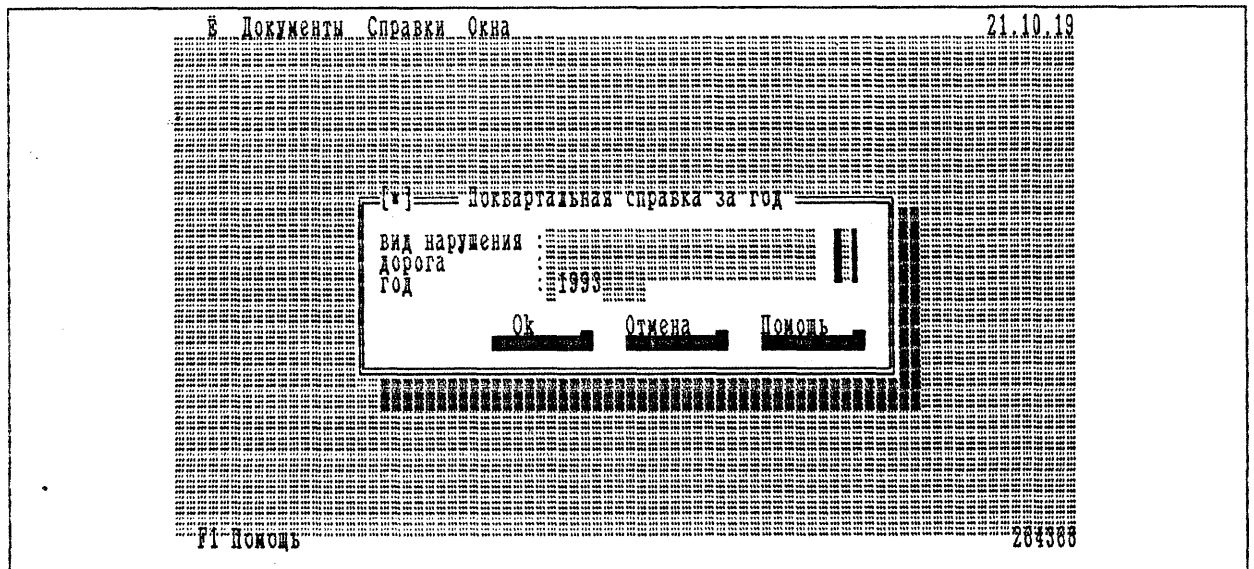 Ё Документы Справки Окна 21.10.19
[*] Поквартальная справка за год
вид нарушения :
дорога :
год : 1993
Ok Отмена Помощь
F1 Помощь 284368